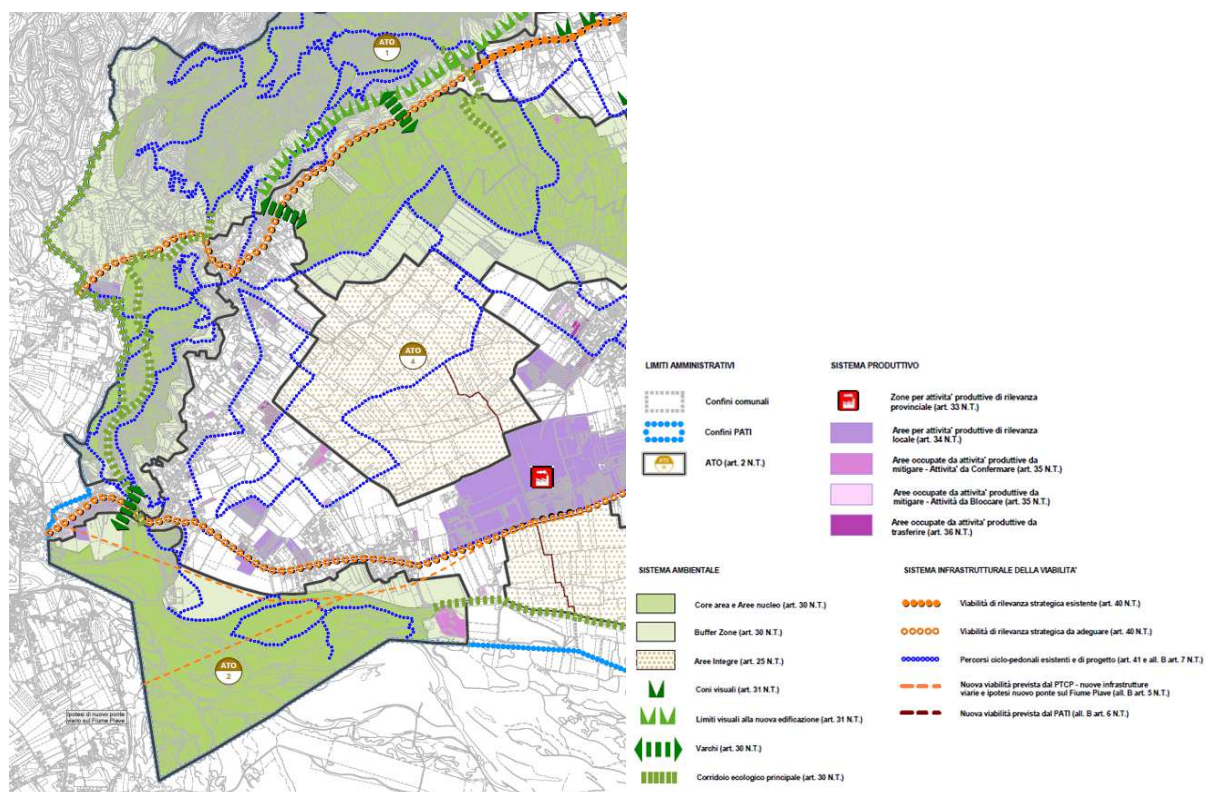 ATO
1
ATO
4
ATO
2
Ipotesi di nuovo ponte
viario sul Fiume Piave
LIMITI AMMINISTRATIVI
Confini comunali
Confini PATI
ATO
ATO (art. 2 N.T.)
SISTEMA PRODUTTIVO
Zone per attivita' produttive di rilevanza
provinciale (art. 33 N.T.)
Aree per attivita' produttive di rilevanza
locale (art. 34 N.T.)
Aree occupate da attivita' produttive da
mitigare - Attivita' da Confermare (art. 35 N.T.)
Aree occupate da attivita' produttive da
mitigare - Attività da Bloccare (art. 35 N.T.)
Aree occupate da attivita' produttive da
trasferire (art. 36 N.T.)
SISTEMA AMBIENTALE
Core area e Aree nucleo (art. 30 N.T.)
Buffer Zone (art. 30 N.T.)
Aree Integre (art. 25 N.T.)
Coni visuali (art. 31 N.T.)
Limiti visuali alla nuova edificazione (art. 31 N.T.)
Varchi (art. 30 N.T.)
Corridoio ecologico principale (art. 30 N.T.)
SISTEMA INFRASTRUTTURALE DELLA VIABILITA'
Viabilità di rilevanza strategica esistente (art. 40 N.T.)
Viabilità di rilevanza strategica da adeguare (art. 40 N.T.)
Percorsi ciclo-pedonali esistenti e di progetto (art. 41 e all. B art. 7 N.T.)
Nuova viabilità prevista dal PTCP - nuove infrastrutture
viarie e ipotesi nuovo ponte sul Fiume Piave (all. B art. 5 N.T.)
Nuova viabilità prevista dal PATI (all. B art. 6 N.T.)